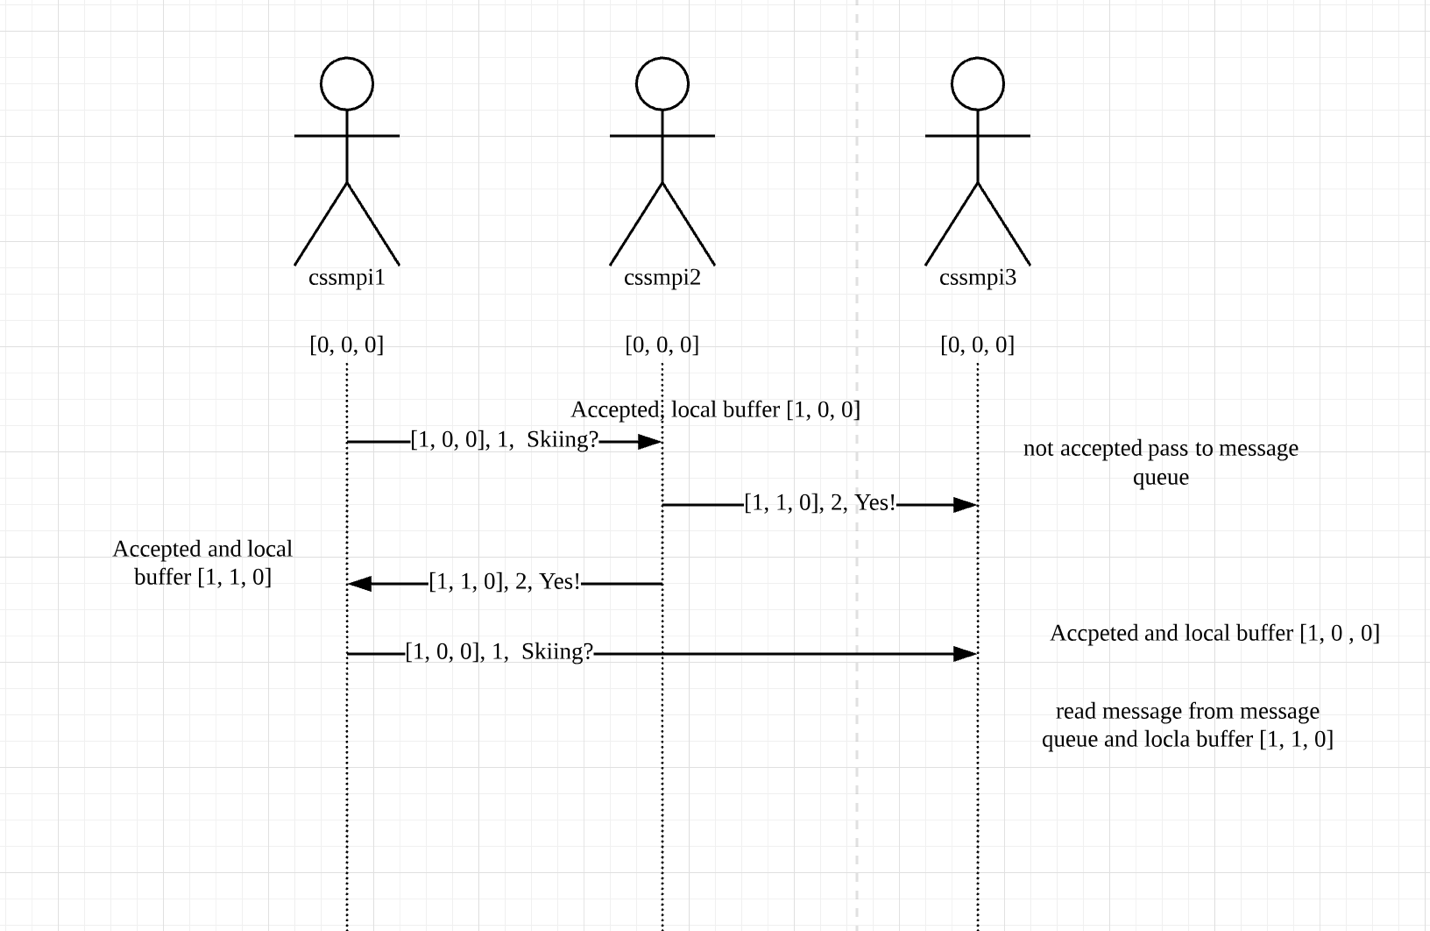 cssmpi1
cssmpi2
cssmpi3
[0, 0, 0]
[0, 0, 0]
[0, 0, 0]
Accepted, local buffer [1, 0, 0]
[1, 0, 0], 1,  Skiing?
not accepted pass to message
queue
[1, 1, 0], 2, Yes!
Accepted and local
buffer [1, 1, 0]
[1, 1, 0], 2, Yes!
Accpeted and local buffer [1, 0 , 0]
[1, 0, 0], 1,  Skiing?
read message from message
queue and locla buffer [1, 1, 0]